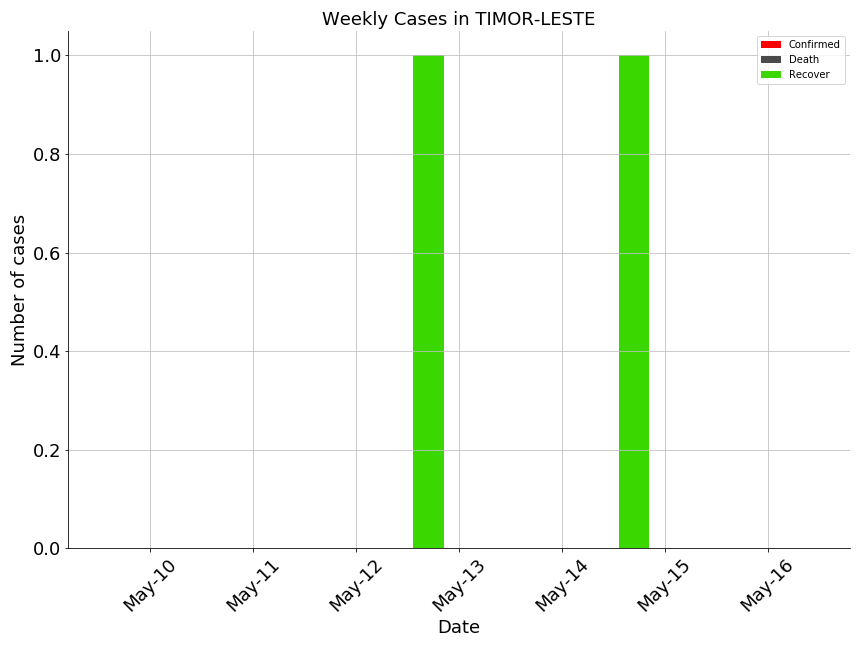 Weekly Cases in TIMOR-LESTE
Confirmed
Death
Recover
Number of cases
1.0
0.8
0.6
0.4
0.2
0.0
May-10
May-11
May-12
May-13
May-14
May-15
May-16
Date